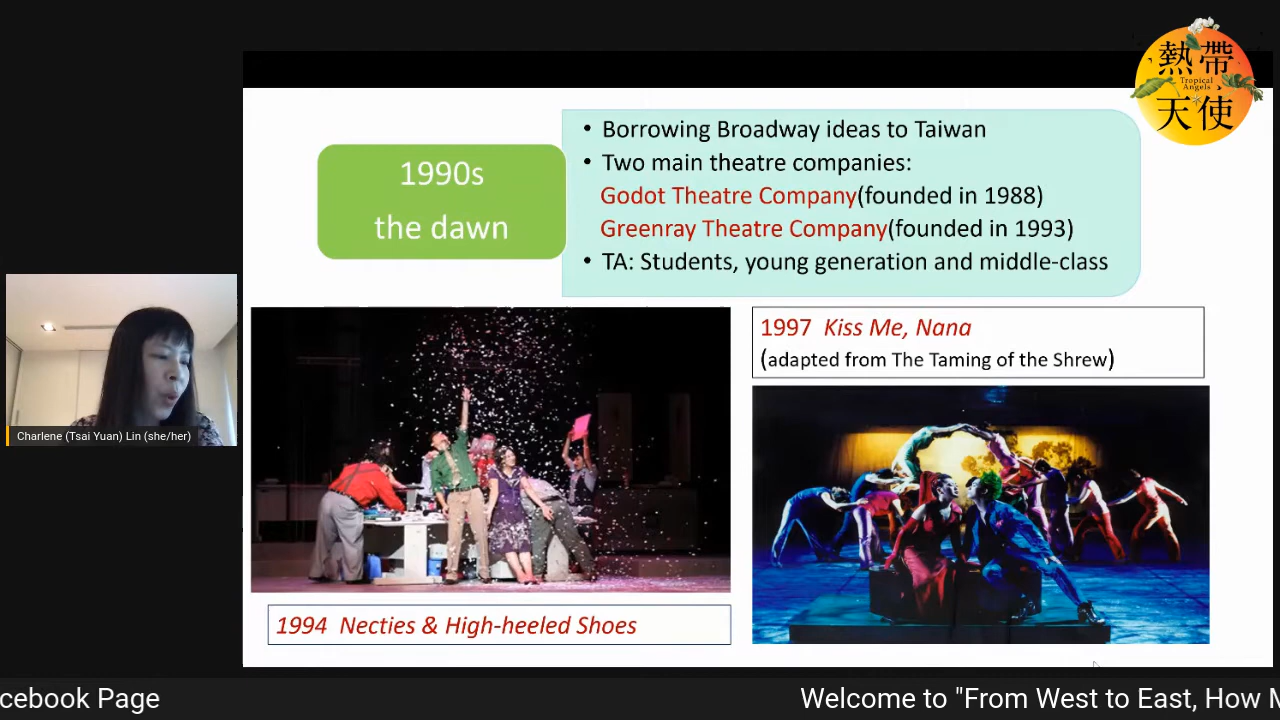 熱帶
Tropical
Angels
天使
1990s
the dawn
• Borrowing Broadway ideas to Taiwan
• Two main theatre companies:
Godot Theatre Company(founded in 1988)
Greenray Theatre Company(founded in 1993)
• TA: Students, young generation and middle-class
1997 Kiss Me, Nana
(adapted from The Taming of the Shrew)
Charlene (Tsai Yuan) Lin (she/her)
1994 Necties & High-heeled Shoes
cebook Page
Welcome to "From West to East, How M